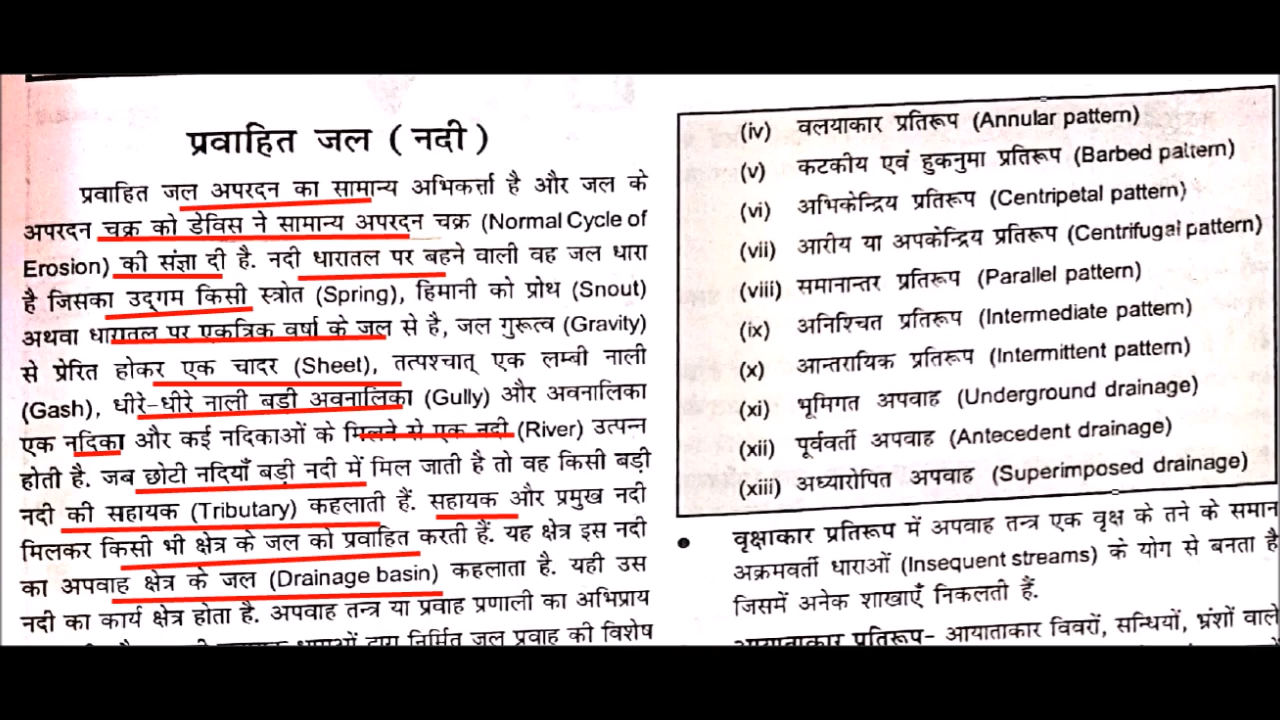 प्रवाहित जल ( नदी )
प्रवाहित जल अपरदन का सामान्य अभिकर्त्ता है और जल के
अपरदन चक्र को डेविस ने सामान्य अपरदन चक्र (Normal Cycle of
Erosion) की संज्ञा दी है. नदी धारातल पर बहने वाली वह जल धारा
है जिसका उद्गम किसी स्त्रोत (Spring), हिमानी को प्रोथ (Snout)
अथवा धारातल पर एकत्रिक वर्षा के जल से है, जल गुरूत्व (Gravity)
से प्रेरित होकर एक चादर (Sheet), तत्पश्चात् एक लम्बी नाली
(Gash), धीरे-धीरे नाली बड़ी अवनालिका (Gully) और अवनालिका
एक नदिका और कई नदिकाओं के मिलने से एक नदी (River) उत्पन्न
होती है. जब छोटी नदियाँ बड़ी नदी में मिल जाती है तो वह किसी बड़ी
नदी की सहायक (Tributary) कहलाती हैं. सहायक और प्रमुख नदी
मिलकर किसी भी क्षेत्र के जल को प्रवाहित करती हैं. यह क्षेत्र इस नदी
का अपवाह क्षेत्र के जल (Drainage basin) कहलाता है. यही उस
नदी का कार्य क्षेत्र होता है. अपवाह तन्त्र या प्रवाह प्रणाली का अभिप्राय
धाराओं द्वारा निर्मित जल प्रवाह की विशेष
(iv) वलयाकार प्रतिरूप (Annular pattern)
(v) कटकीय एवं हुकनुमा प्रतिरूप (Barbed pattern)
(vi) अभिकेन्द्रिय प्रतिरूप (Centripetal pattern)
(vii) आरीय या अपकेन्द्रिय प्रतिरूप (Centrifugal pattern)
(viii) समानान्तर प्रतिरूप (Parallel pattern)
(ix) अनिश्चित प्रतिरूप (Intermediate pattern)
(x) आन्तरायिक प्रतिरूप (Intermittent pattern)
(xi) भूमिगत अपवाह (Underground drainage)
(xii) पूर्ववर्ती अपवाह (Antecedent drainage)
(xiii) अध्यारोपित अपवाह (Superimposed drainage)
• वृक्षाकार प्रतिरूप में अपवाह तन्त्र एक वृक्ष के तने के समान
अक्रमवर्ती धाराओं (Insequent streams) के योग से बनता है
जिसमें अनेक शाखाएँ निकलती हैं.
आयाताकार प्रतिरूप- आयाताकार विवरों, सन्धियों, भ्रंशों वाले